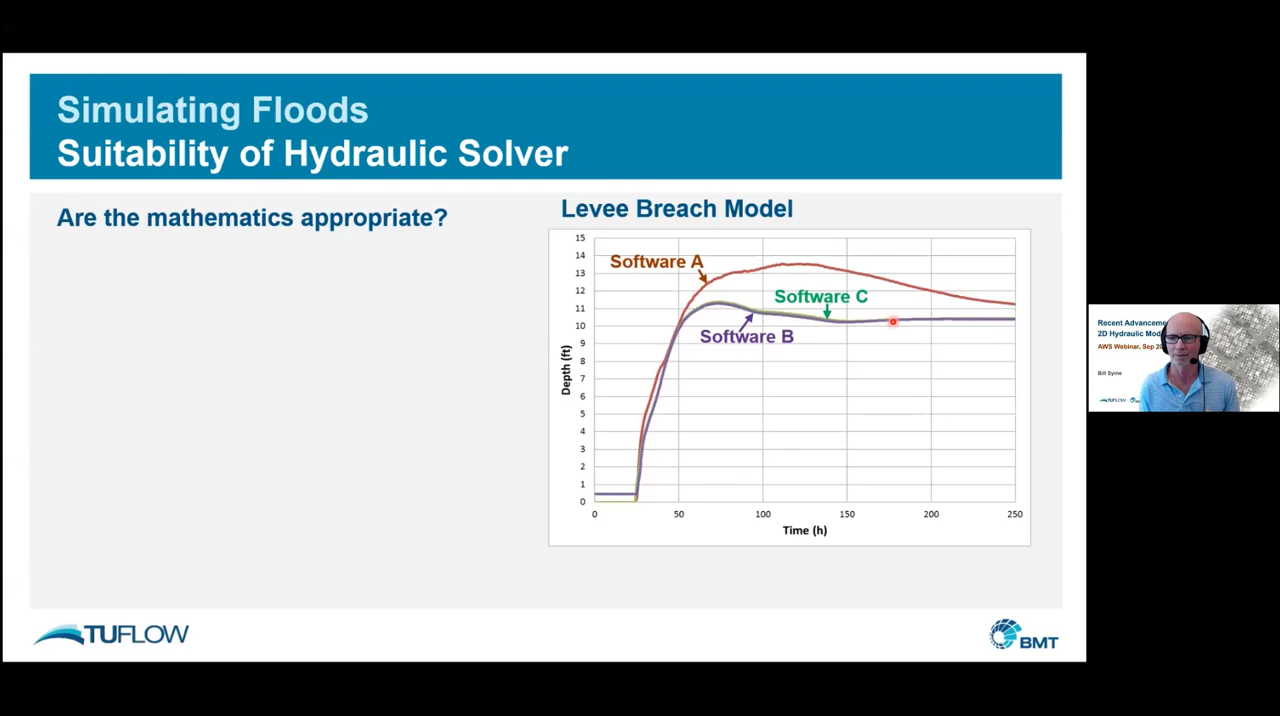 Simulating Floods
Suitability of Hydraulic Solver
Are the mathematics appropriate?
Levee Breach Model
Software A
Software C
Software B
Depth (ft)
15
14
13
12
11
10
9
8
7
6
5
4
3
2
1
0
0 50 100 150 200 250
Time (h)
TUFLOW
BMT
Recent Advanceme
2D Hydraulic Mod
AWS Webinar, Sep 20
Bill Syme
TUFLOW